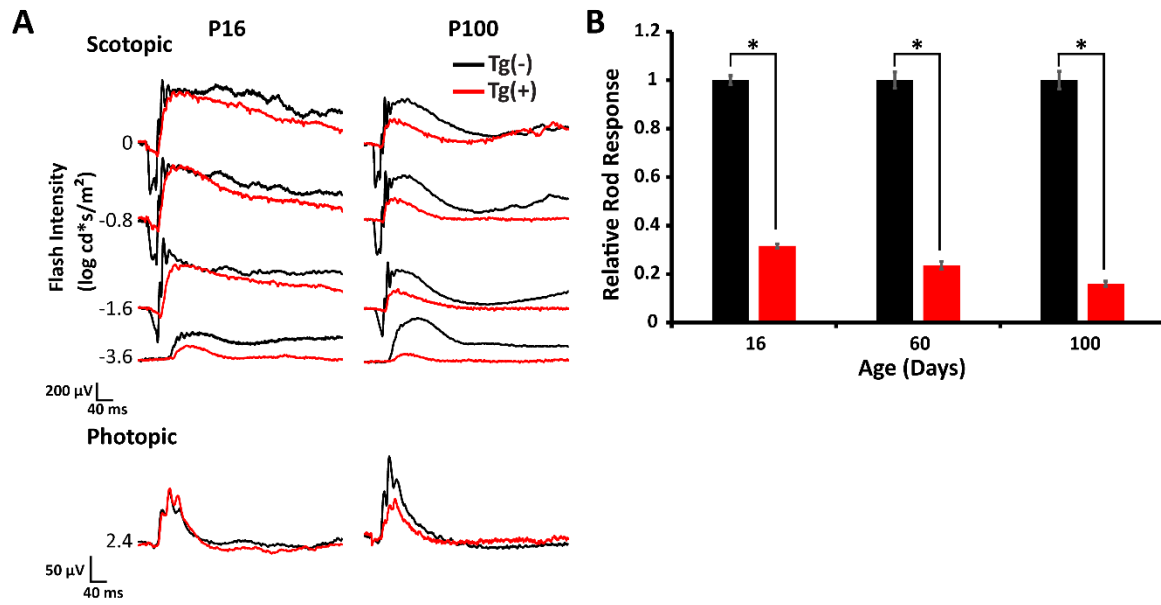 A
P16
P100
Scotopic
Tg(-)
Tg(+)
Flash Intensity
(log cd*s/m²)
0
-0.8
-1.6
-3.6
200 µV
40 ms
Photopic
2.4
50 µV
40 ms
B
Relative Rod Response
1.2
1
0.8
0.6
0.4
0.2
0
*
*
*
16
60
100
Age (Days)